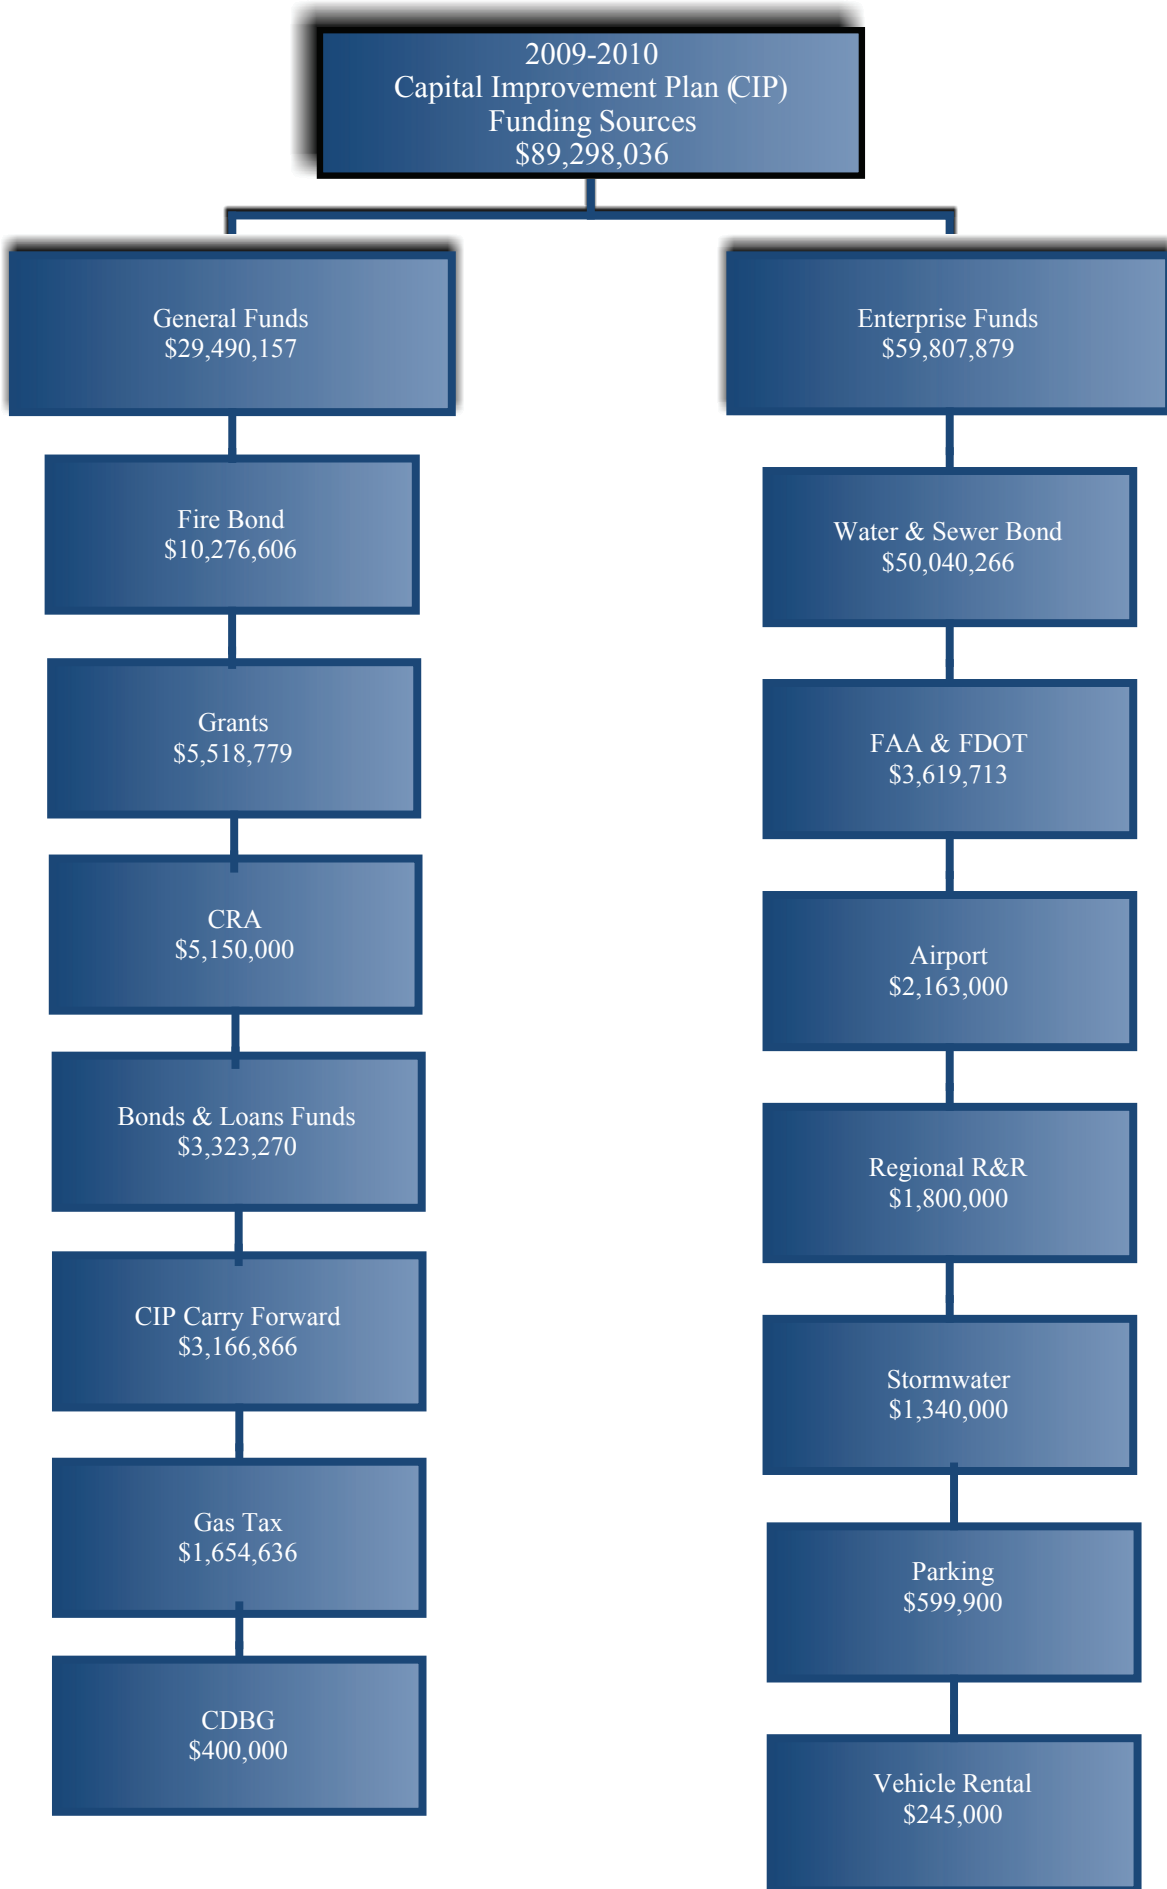 2009-2010
Capital Improvement Plan (CIP)
Funding Sources
$89,298,036
General Funds
$29,490,157
Fire Bond
$10,276,606
Grants
$5,518,779
CRA
$5,150,000
Bonds & Loans Funds
$3,323,270
CIP Carry Forward
$3,166,866
Gas Tax
$1,654,636
CDBG
$400,000
Enterprise Funds
$59,807,879
Water & Sewer Bond
$50,040,266
FAA & FDOT
$3,619,713
Airport
$2,163,000
Regional R&R
$1,800,000
Stormwater
$1,340,000
Parking
$599,900
Vehicle Rental
$245,000